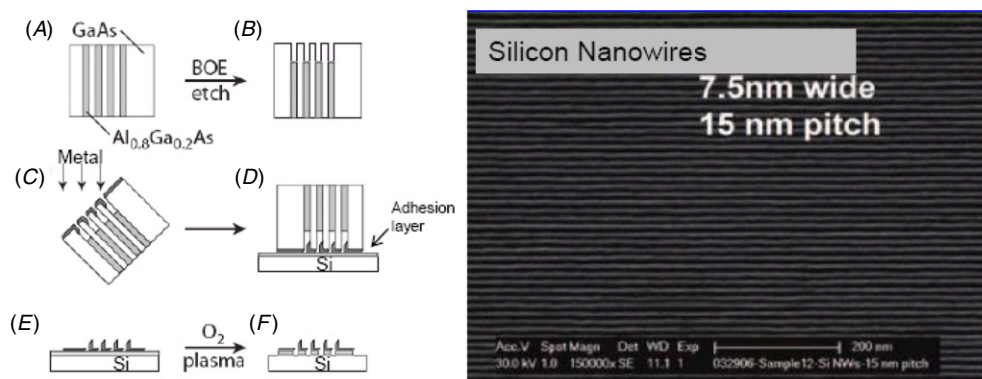 (A)
GaAs
(B)
BOE
etch
Al0.8Ga0.2As
Metal
(C)
(D)
Adhesion
layer
Si
(E)
O2
plasma
(F)
Si
Si
Silicon Nanowires
7.5nm wide
15 nm pitch
Acc.V Spot Magn Det WD Exp 200 nm
30.0 kV 1.0 150000x SE 11.1 1 032906-Sample12-Si NWs-15 nm pitch